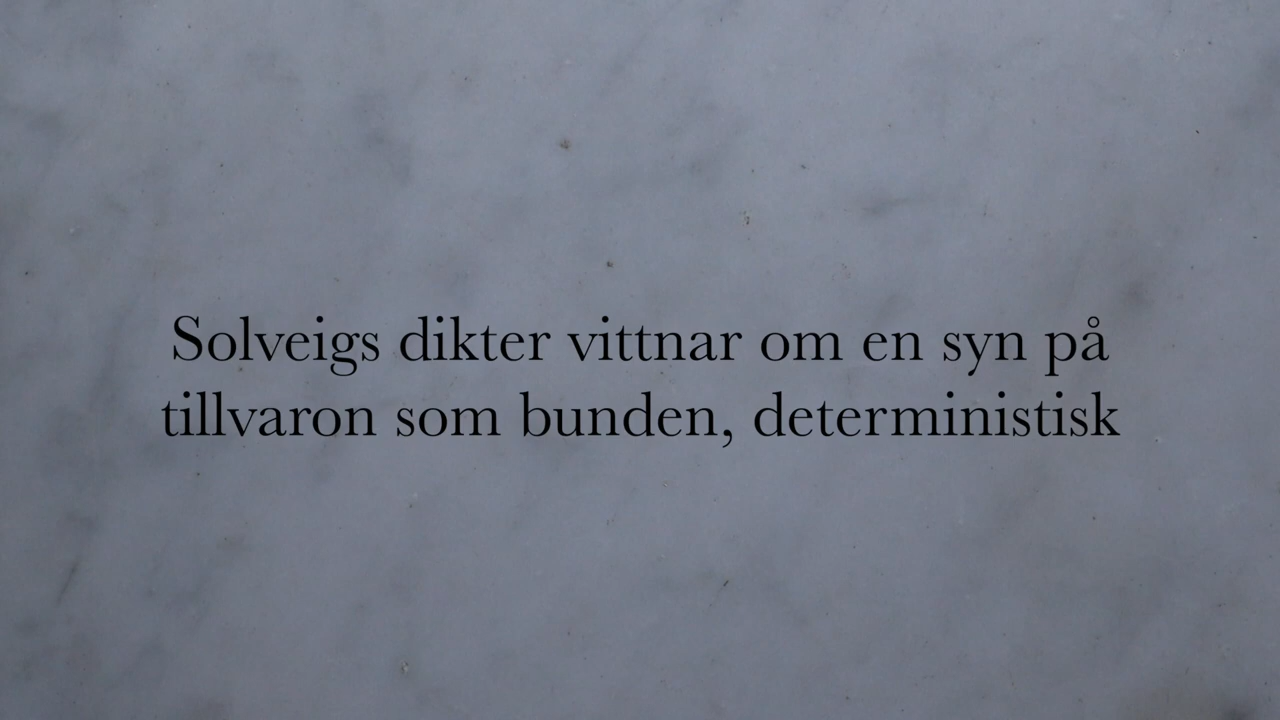 Solveigs dikter vittnar om en syn på
tillvaron som bunden, deterministisk